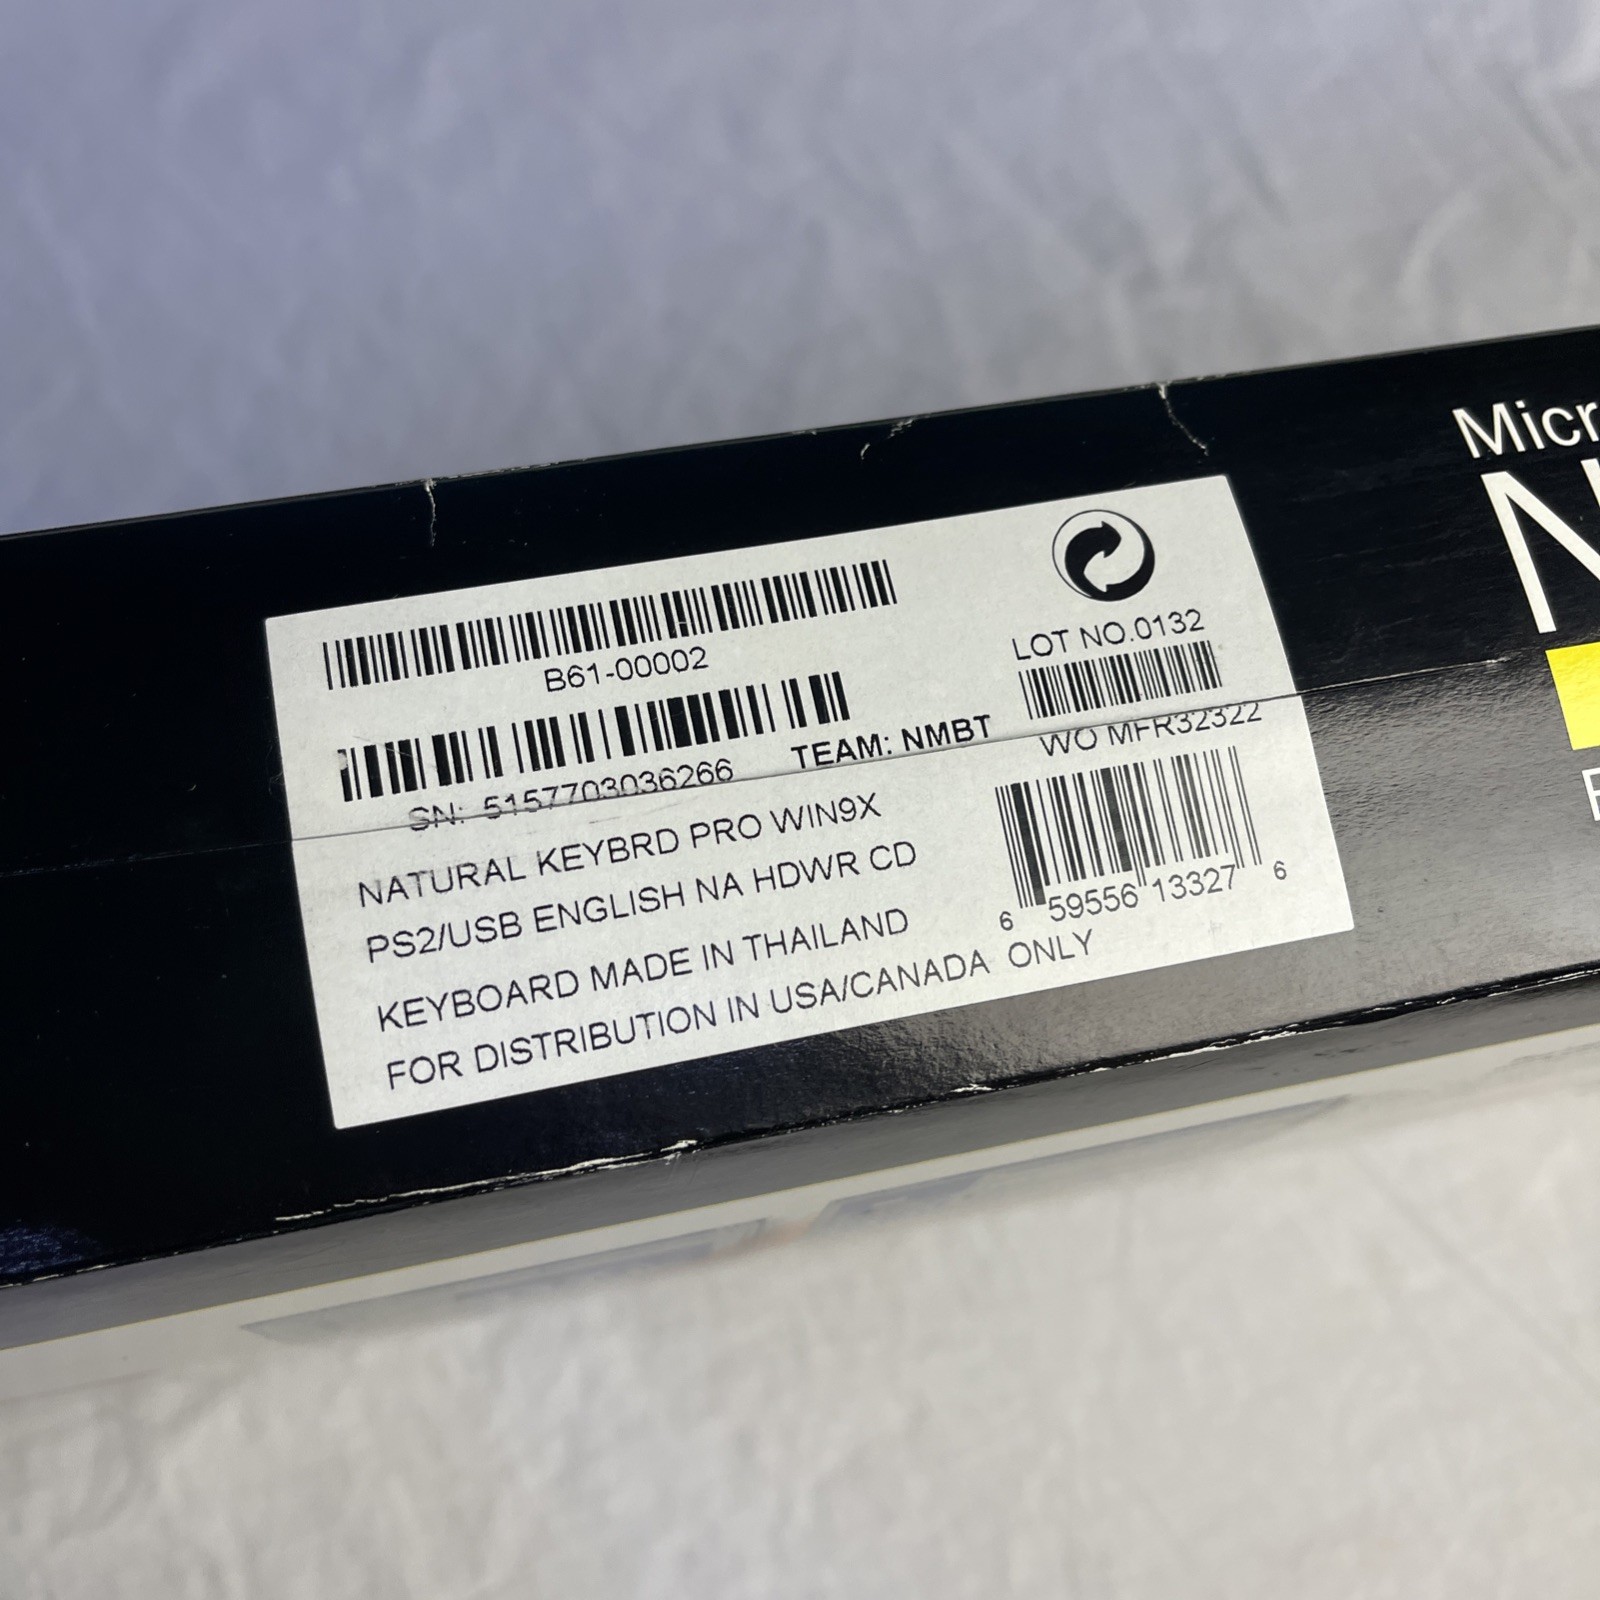 B61-00002
LOT NO.0132
SN: 5157703036266
TEAM: NMBT
WO MFR32322
NATURAL KEYBRD PRO WIN9X
PS2/USB ENGLISH NA HDWR CD
KEYBOARD MADE IN THAILAND
FOR DISTRIBUTION IN USA/CANADA ONLY
6 59556 13327 6
Micr
N